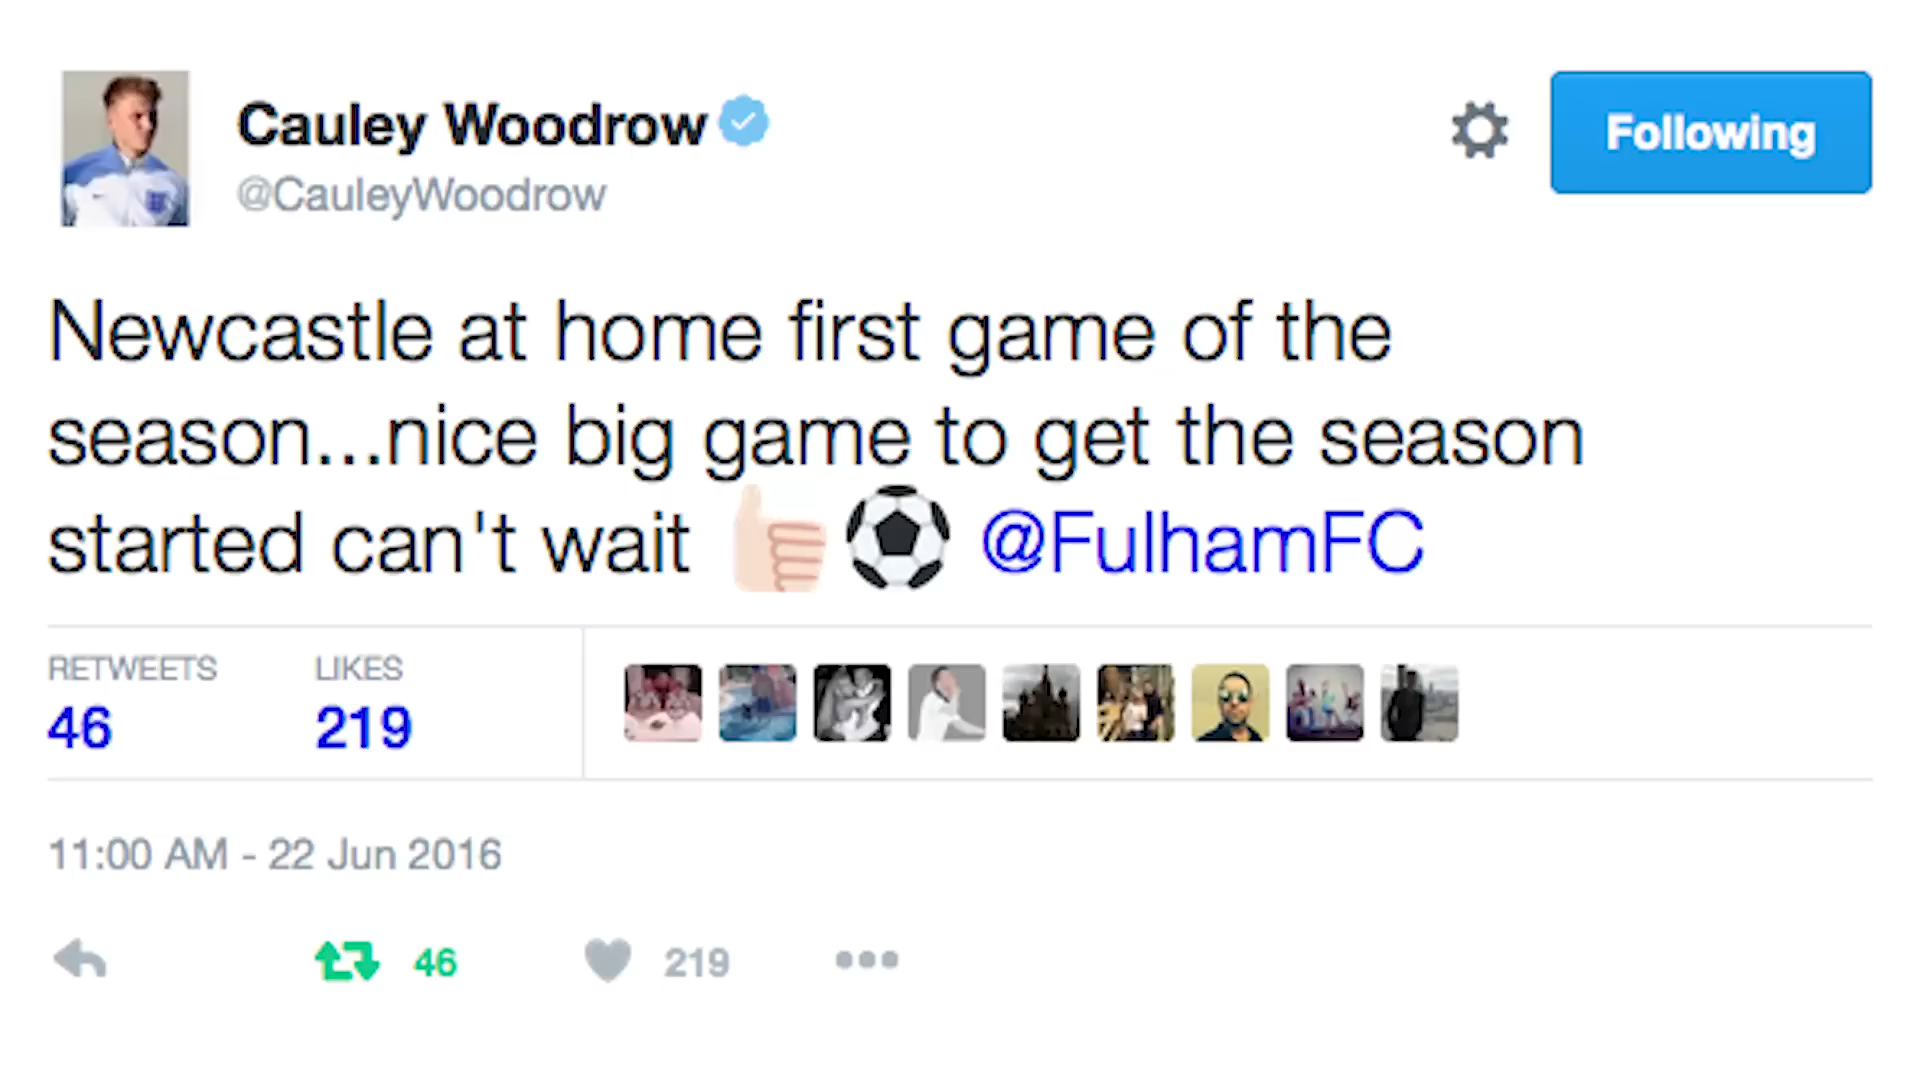 Cauley Woodrow
@CauleyWoodrow
Following
Newcastle at home first game of the
season...nice big game to get the season
started can't wait 👍🏻⚽ @FulhamFC
RETWEETS LIKES
46 219
11:00 AM - 22 Jun 2016
46 219